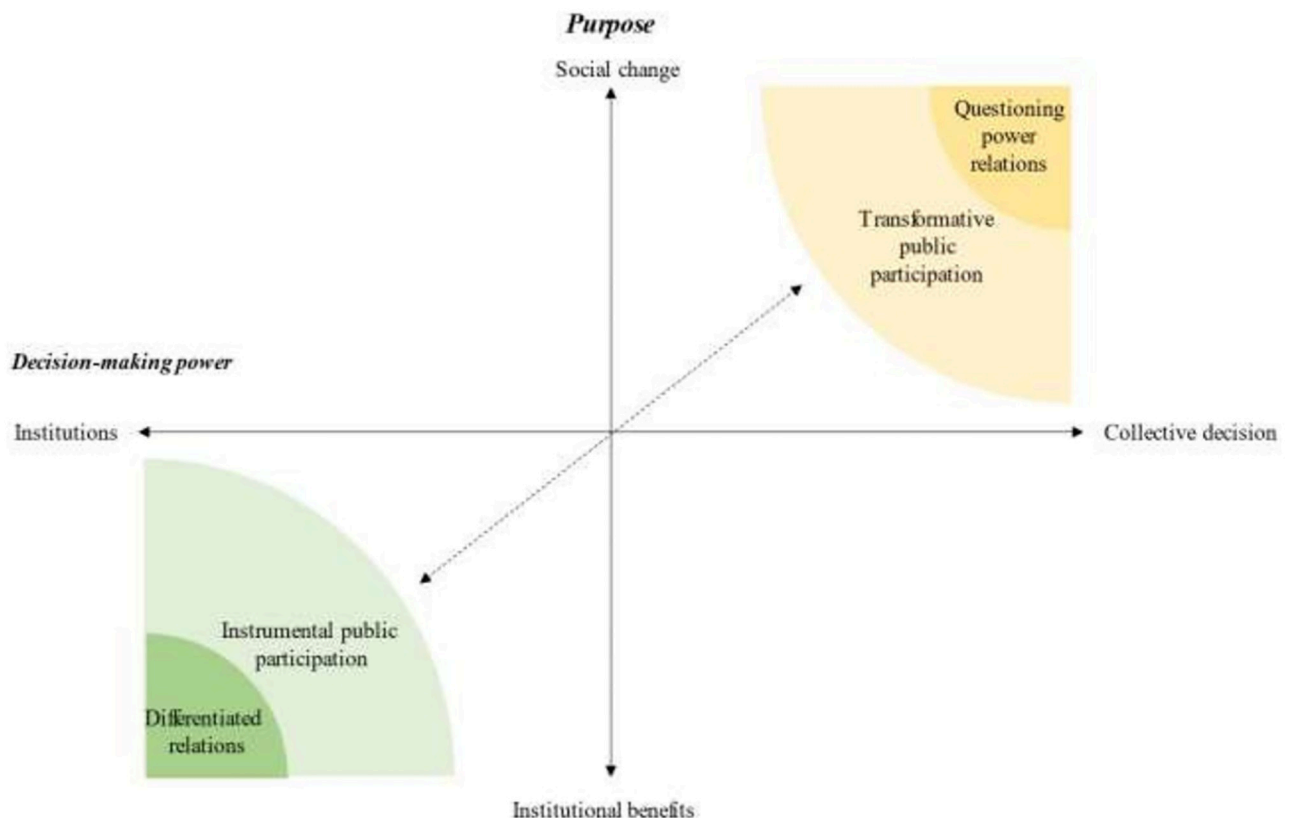 Purpose
Social change
Questioning
power
relations
Transformative
public
participation
Decision-making power
Institutions
Collective decision
Instrumental public
participation
Differentiated
relations
Institutional benefits